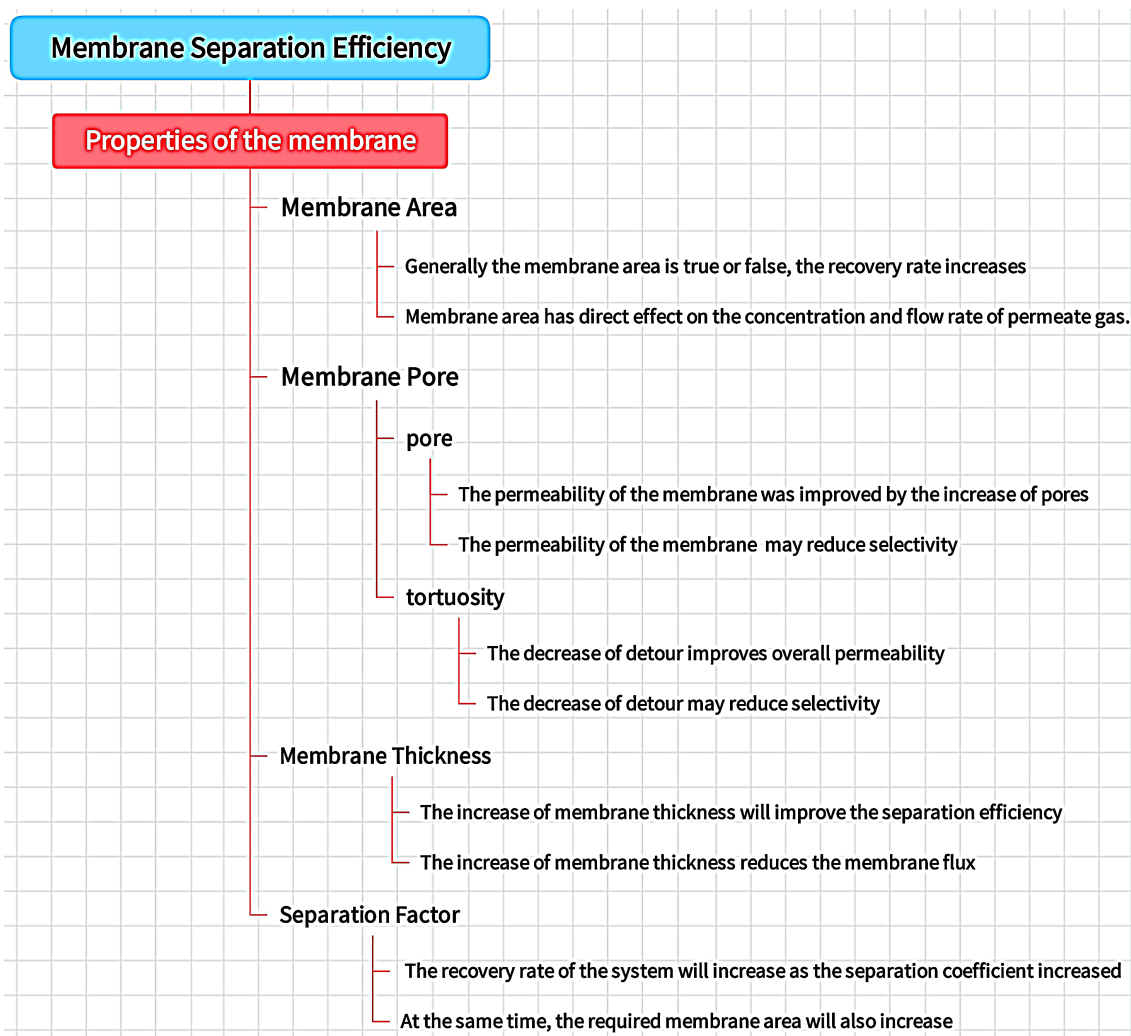 Membrane Separation Efficiency
Properties of the membrane
Membrane Area
Generally the membrane area is true or false, the recovery rate increases
Membrane area has direct effect on the concentration and flow rate of permeate gas.
Membrane Pore
pore
The permeability of the membrane was improved by the increase of pores
The permeability of the membrane may reduce selectivity
tortuosity
The decrease of detour improves overall permeability
The decrease of detour may reduce selectivity
Membrane Thickness
The increase of membrane thickness will improve the separation efficiency
The increase of membrane thickness reduces the membrane flux
Separation Factor
The recovery rate of the system will increase as the separation coefficient increased
At the same time, the required membrane area will also increase